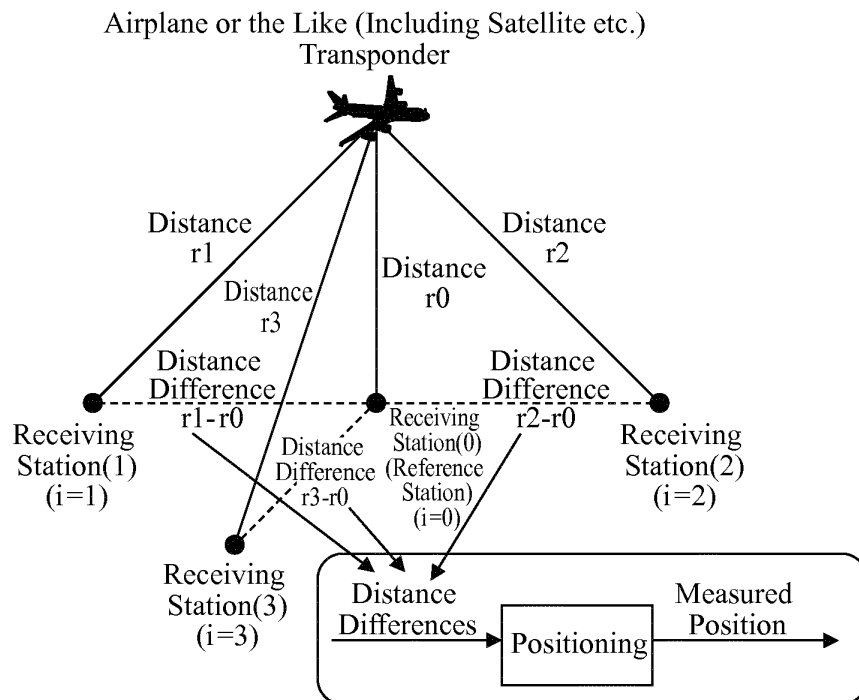 Airplane or the Like (Including Satellite etc.)
Transponder
Distance
r1
Distance
r2
Distance
r0
Distance
r3
Distance
Difference
r1-r0
Distance
Difference
r2-r0
Receiving
Station(1)
(i=1)
Distance
Difference
r3-r0
Receiving
Station(0)
(Reference
Station)
(i=0)
Receiving
Station(2)
(i=2)
Receiving
Station(3)
(i=3)
Distance
Differences
Positioning
Measured
Position